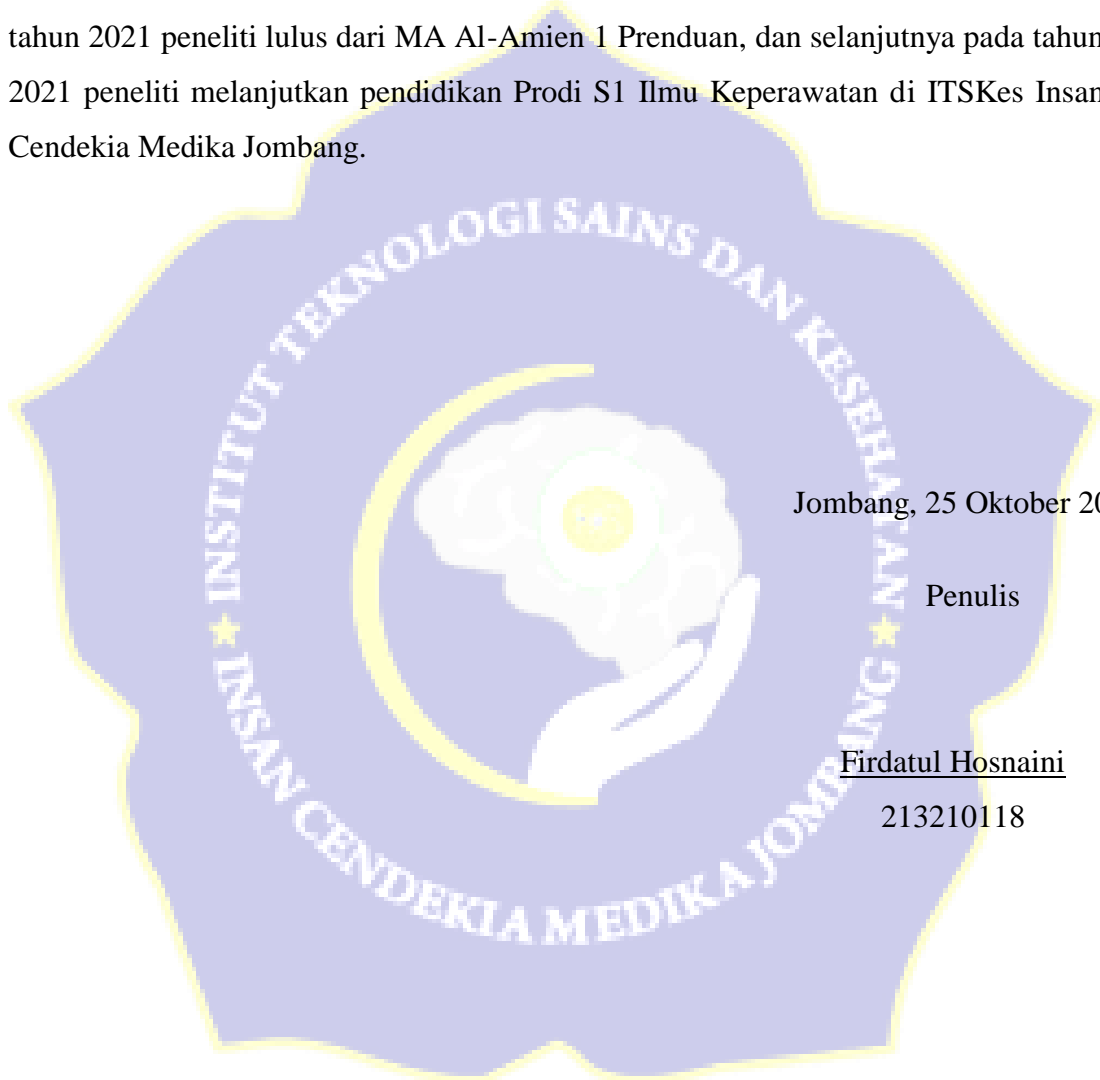 tahun 2021 peneliti lulus dari MA Al-Amien 1 Prenduan, dan selanjutnya pada tahun
2021 peneliti melanjutkan pendidikan Prodi S1 Ilmu Keperawatan di ITSKes Insan
Cendekia Medika Jombang.
INSTITUT TEKNOLOGI SAINS DAN KESEHATAN
INSAN CENDEKIA MEDIKA JOMBANG
Jombang, 25 Oktober 20
Penulis
Firdatul Hosnaini
213210118